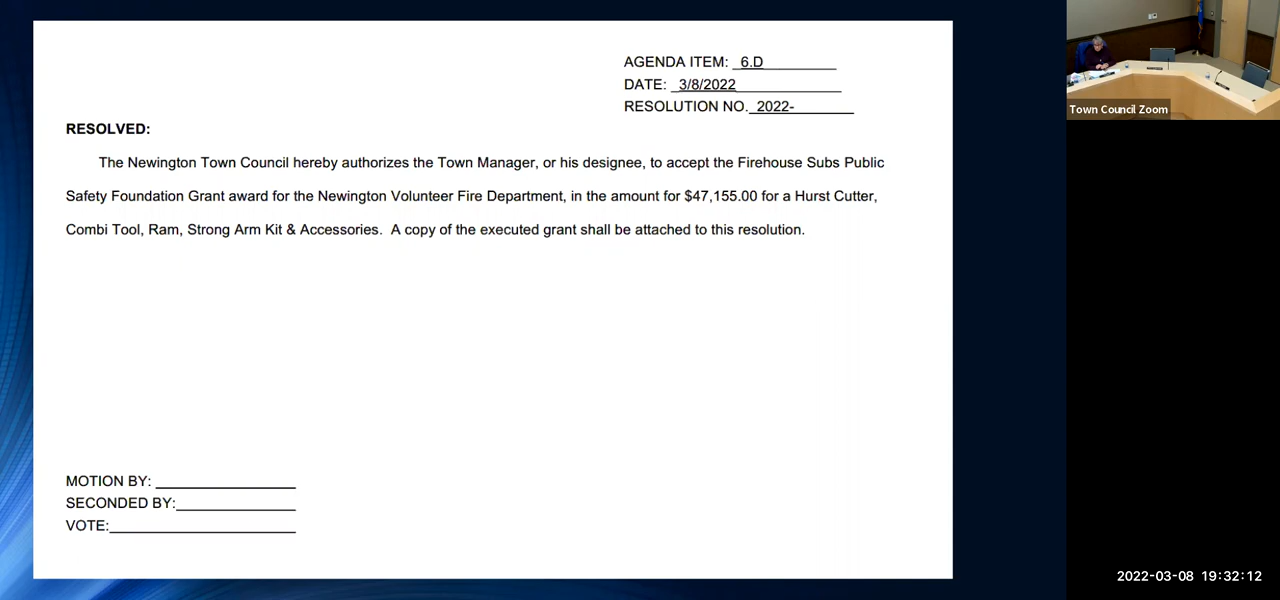 AGENDA ITEM: 6.D
DATE: 3/8/2022
RESOLUTION NO. 2022-
RESOLVED:
The Newington Town Council hereby authorizes the Town Manager, or his designee, to accept the Firehouse Subs Public
Safety Foundation Grant award for the Newington Volunteer Fire Department, in the amount for $47,155.00 for a Hurst Cutter,
Combi Tool, Ram, Strong Arm Kit & Accessories. A copy of the executed grant shall be attached to this resolution.
MOTION BY:
SECONDED BY:
VOTE:
Town Council Zoom
2022-03-08 19:32:12